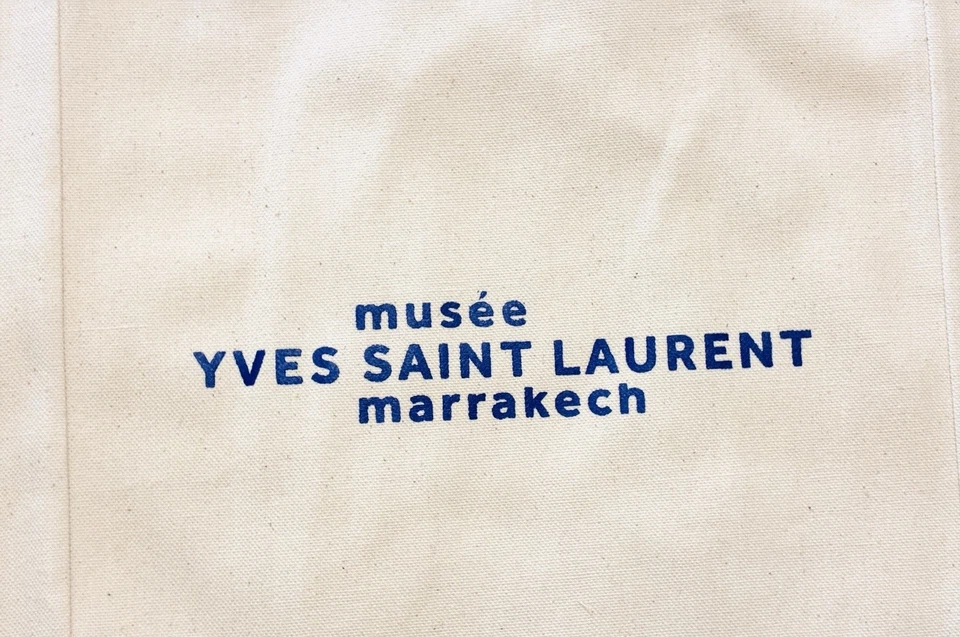 musée
YVES SAINT LAURENT
marrakech